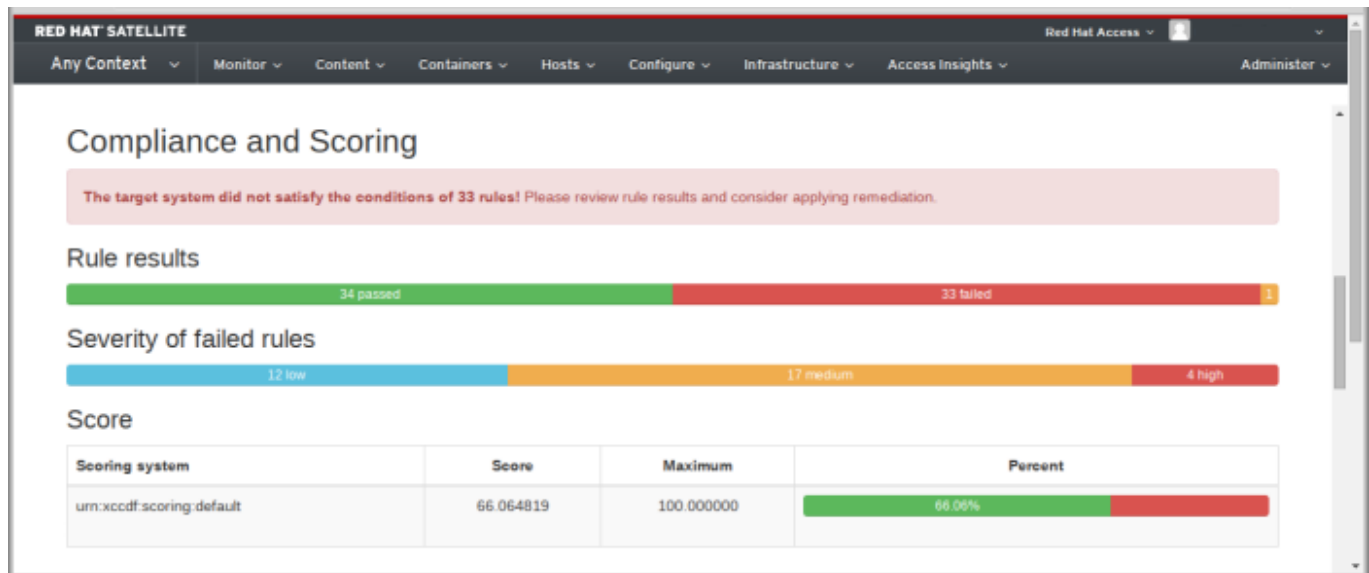 RED HAT SATELLITE
Red Hat Access
Any Context Monitor Content Containers Hosts Configure Infrastructure Access Insights Administer
Compliance and Scoring
The target system did not satisfy the conditions of 33 rules! Please review rule results and consider applying remediation.
Rule results
34 passed 33 failed 1
Severity of failed rules
12 low 17 medium 4 high
Score
Scoring system Score Maximum Percent
urn:xccdf:scoring:default 66.064819 100.000000 66.06%